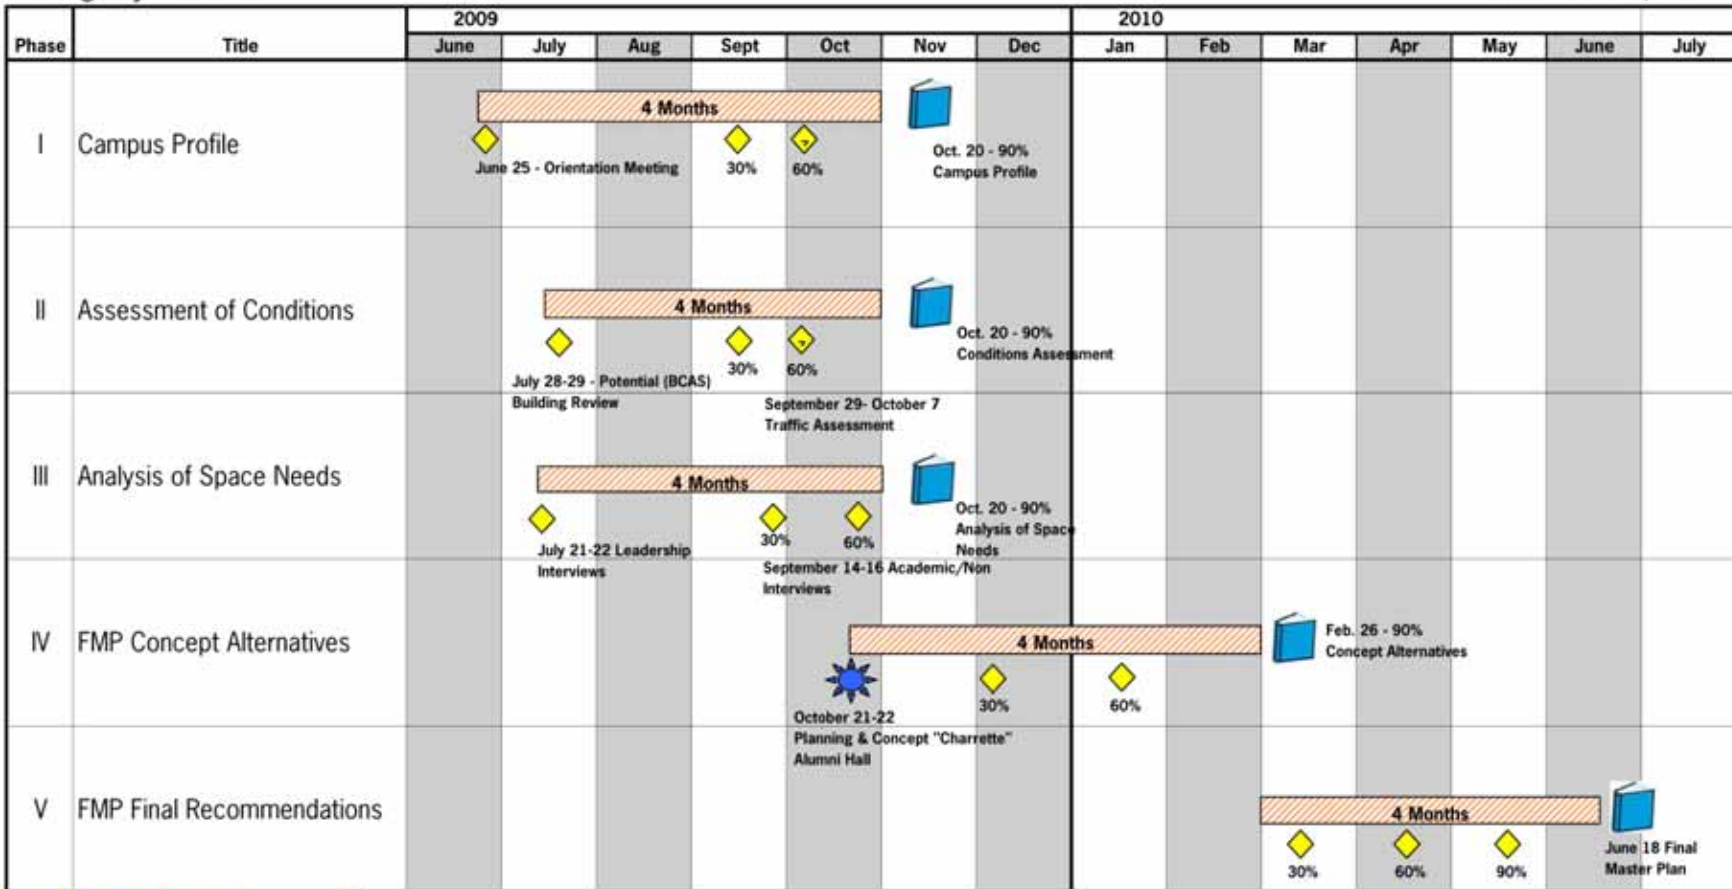 2009 2010
Phase Title June July Aug Sept Oct Nov Dec Jan Feb Mar Apr May June July
4 Months
I Campus Profile
June 25 - Orientation Meeting
30%
60%
Oct. 20 - 90%
Campus Profile
4 Months
II Assessment of Conditions
30%
60%
Oct. 20 - 90%
Conditions Assessment
July 28-29 - Potential (BCAS)
Building Review
September 29- October 7
Traffic Assessment
III Analysis of Space Needs
4 Months
Oct. 20 - 90%
Analysis of Space
Needs
30%
60%
July 21-22 Leadership
Interviews
September 14-16 Academic/Non
Interviews
IV FMP Concept Alternatives
4 Months
Feb. 26 - 90%
Concept Alternatives
30%
60%
October 21-22
Planning & Concept "Charrette"
Alumni Hall
V FMP Final Recommendations
4 Months
30%
60%
90%
June 18 Final
Master Plan